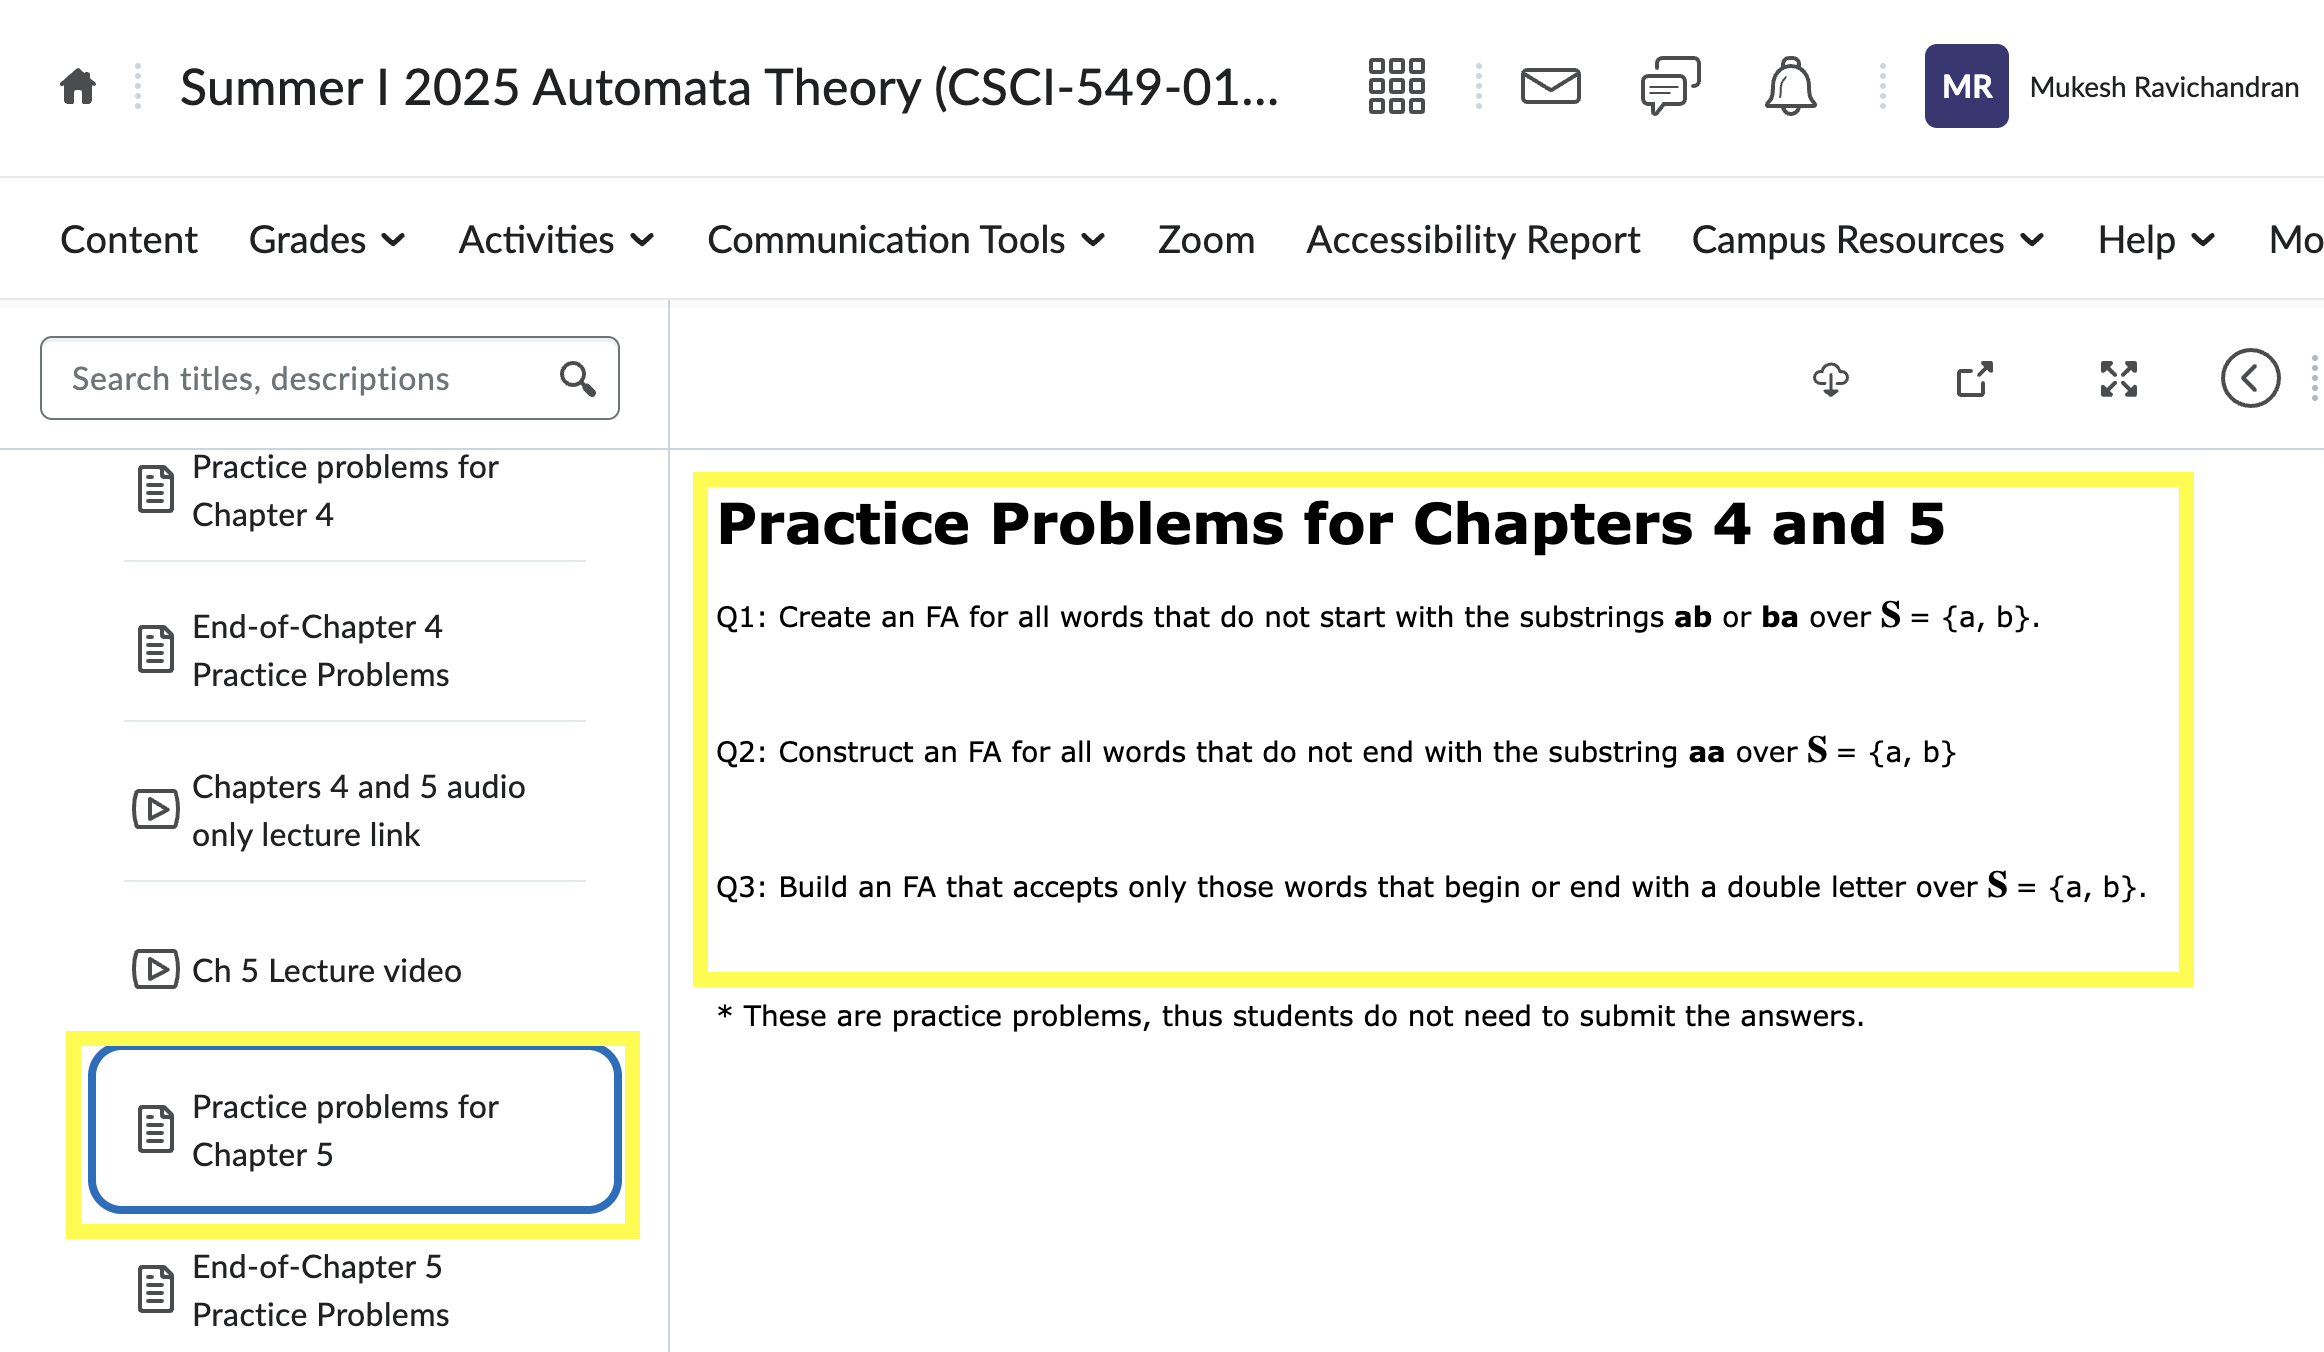 Summer I 2025 Automata Theory (CSCI-549-01...
MR
Mukesh Ravichandran
Content Grades Activities Communication Tools Zoom Accessibility Report Campus Resources Help Mo
Search titles, descriptions
Practice problems for
Chapter 4
End-of-Chapter 4
Practice Problems
Chapters 4 and 5 audio
only lecture link
Ch 5 Lecture video
Practice problems for
Chapter 5
End-of-Chapter 5
Practice Problems
Practice Problems for Chapters 4 and 5
Q1: Create an FA for all words that do not start with the substrings ab or ba over S = {a, b}.
Q2: Construct an FA for all words that do not end with the substring aa over S = {a, b}
Q3: Build an FA that accepts only those words that begin or end with a double letter over S = {a, b}.
* These are practice problems, thus students do not need to submit the answers.